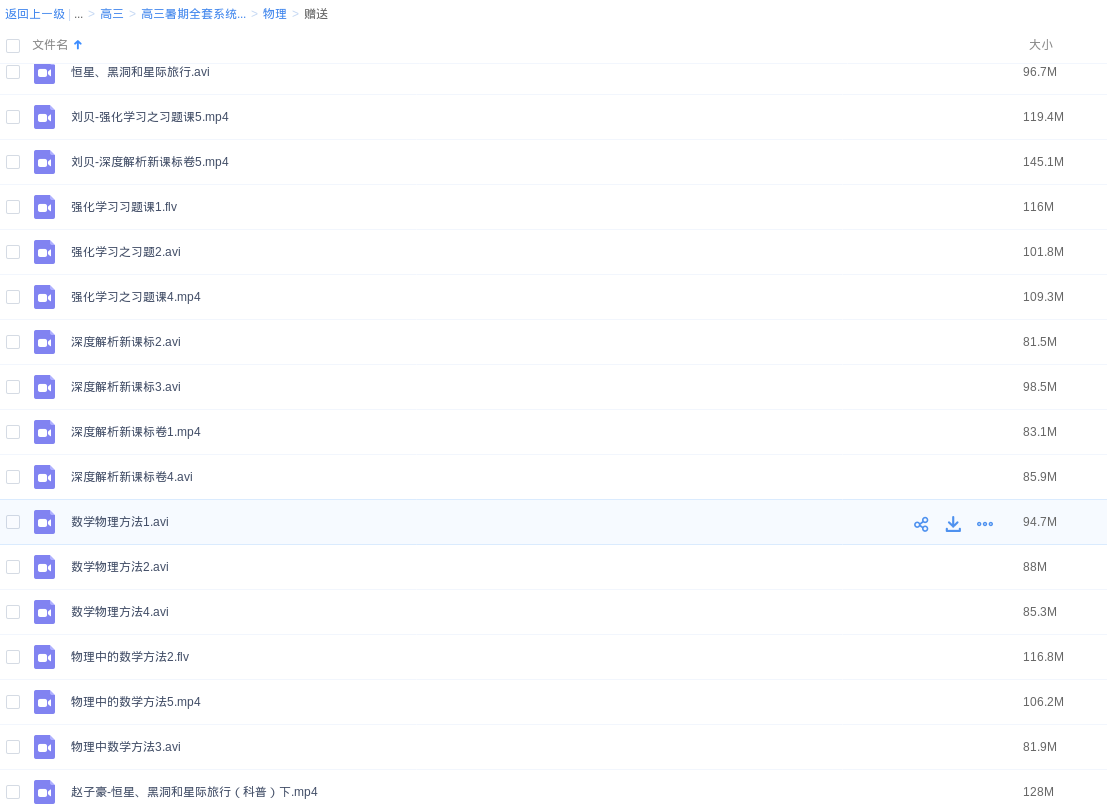 返回上一级 | ... > 高三 > 高三暑期全套系统... > 物理 > 赠送
文件名 大小
恒星、黑洞和星际旅行.avi 96.7M
刘贝-强化学习之习题课5.mp4 119.4M
刘贝-深度解析新课标卷5.mp4 145.1M
强化学习习题课1.flv 116M
强化学习之习题2.avi 101.8M
强化学习之习题课4.mp4 109.3M
深度解析新课标2.avi 81.5M
深度解析新课标3.avi 98.5M
深度解析新课标卷1.mp4 83.1M
深度解析新课标卷4.avi 85.9M
数学物理方法1.avi 94.7M
数学物理方法2.avi 88M
数学物理方法4.avi 85.3M
物理中的数学方法2.flv 116.8M
物理中的数学方法5.mp4 106.2M
物理中数学方法3.avi 81.9M
赵子豪-恒星、黑洞和星际旅行（科普）下.mp4 128M